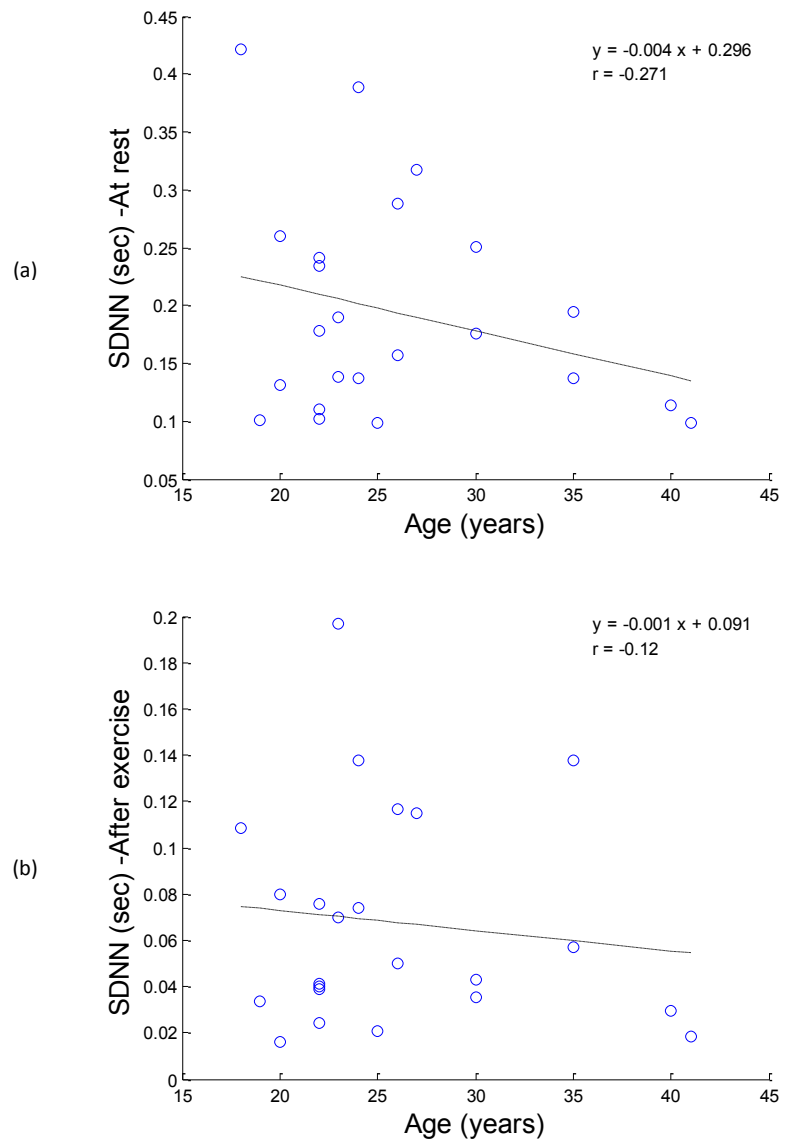 (a)
SDNN (sec) -At rest
0.45
0.4
0.35
0.3
0.25
0.2
0.15
0.1
0.05
y = -0.004 x + 0.296
r = -0.271
15 20 25 30 35 40 45
Age (years)
(b)
SDNN (sec) -After exercise
0.2
0.18
0.16
0.14
0.12
0.1
0.08
0.06
0.04
0.02
0
y = -0.001 x + 0.091
r = -0.12
15 20 25 30 35 40 45
Age (years)